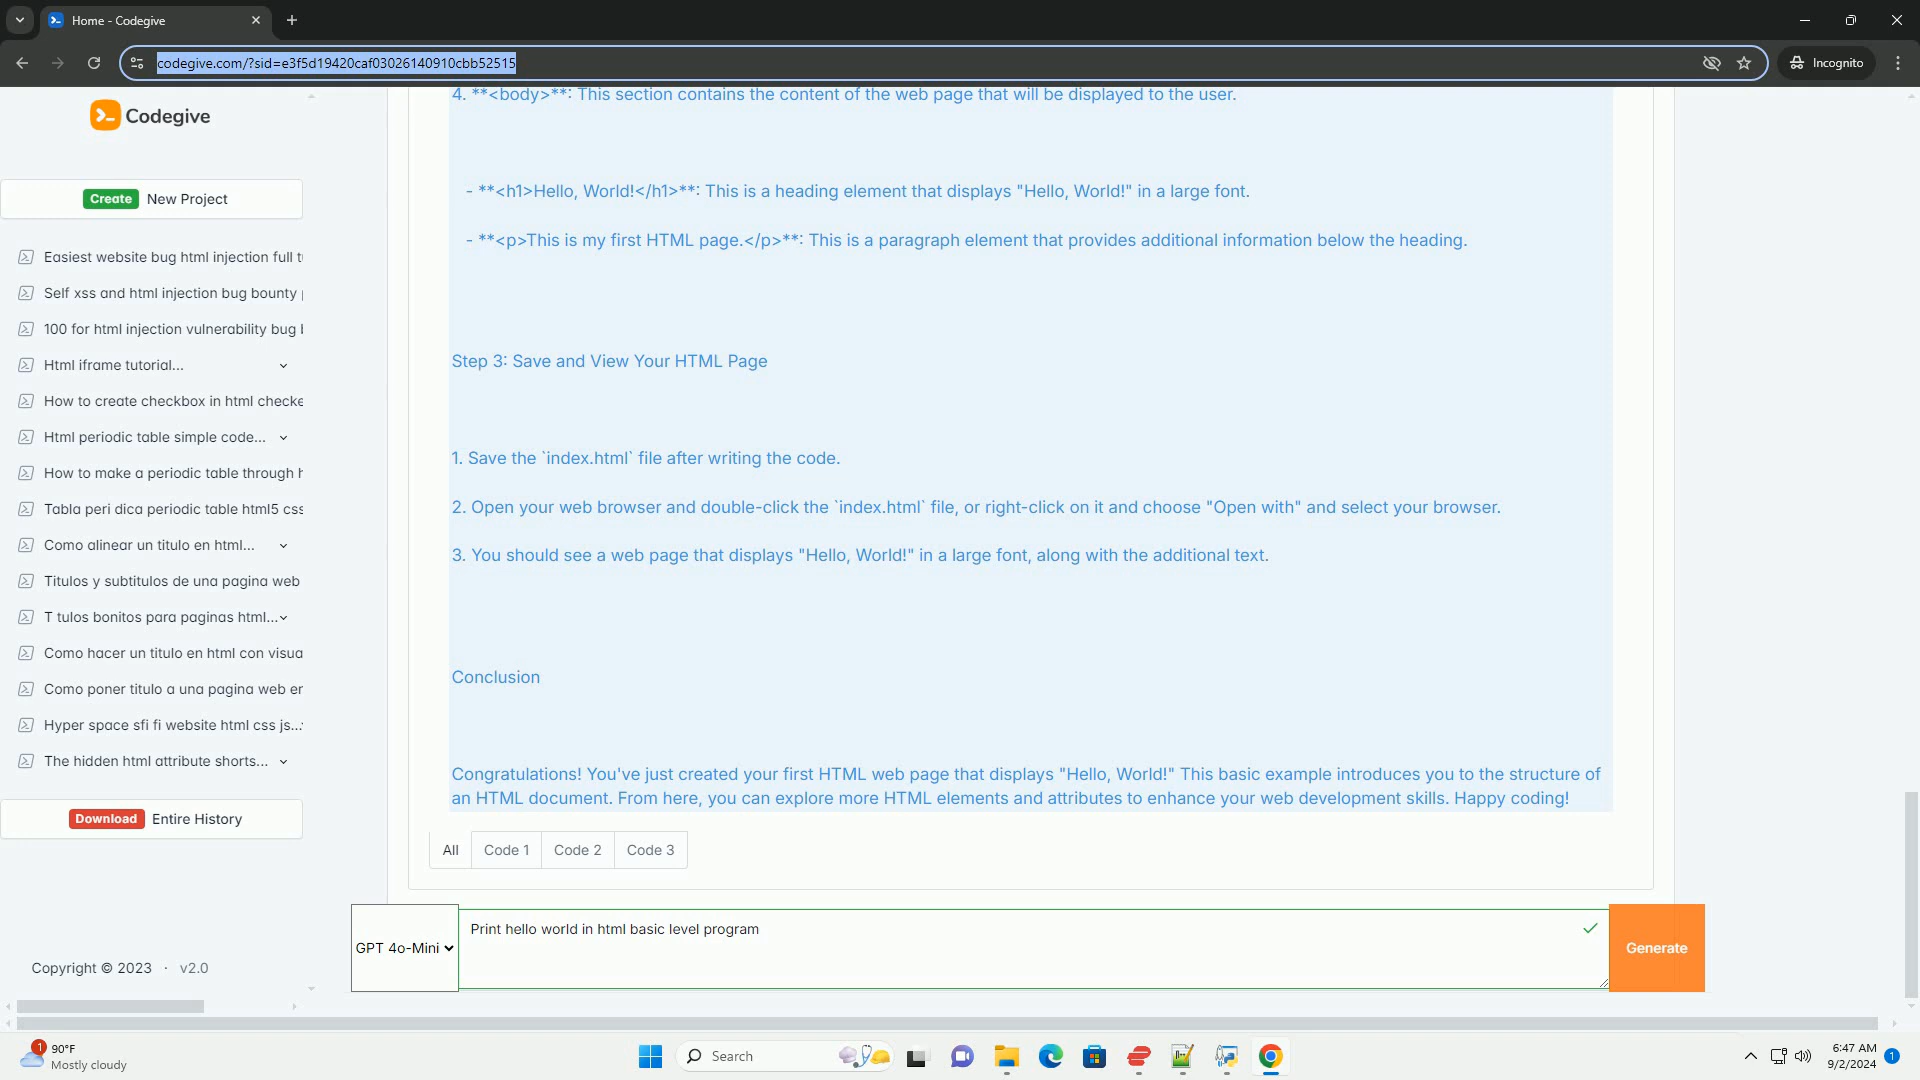 Home - Codegive
codegive.com/?sid=e3f5d19420caf03026140910cbb52515
Incognito
Codegive
Create New Project
Easiest website bug html injection full
Self xss and html injection bug bounty
100 for html injection vulnerability bug
Html iframe tutorial...
How to create checkbox in html checke
Html periodic table simple code...
How to make a periodic table through
Tabla peri dica periodic table html5 css
Como alinear un titulo en html...
Titulos y subtitulos de una pagina web
T tulos bonitos para paginas html...
Como hacer un titulo en html con visua
Como poner titulo a una pagina web
Hyper space sfi fi website html css js...
The hidden html attribute shorts...
Download Entire History
Copyright © 2023 · v2.0
4. **<body>**: This section contains the content of the web page that will be displayed to the user.
- **<h1>Hello, World!</h1>**: This is a heading element that displays "Hello, World!" in a large font.
- **<p>This is my first HTML page.</p>**: This is a paragraph element that provides additional information below the heading.
Step 3: Save and View Your HTML Page
1. Save the `index.html` file after writing the code.
2. Open your web browser and double-click the `index.html` file, or right-click on it and choose "Open with" and select your browser.
3. You should see a web page that displays "Hello, World!" in a large font, along with the additional text.
Conclusion
Congratulations! You've just created your first HTML web page that displays "Hello, World!" This basic example introduces you to the structure of
an HTML document. From here, you can explore more HTML elements and attributes to enhance your web development skills. Happy coding!
All Code 1 Code 2 Code 3
GPT 4o-Mini
Print hello world in html basic level program
Generate
1
90°F
Mostly cloudy
Search
6:47 AM
9/2/2024
1